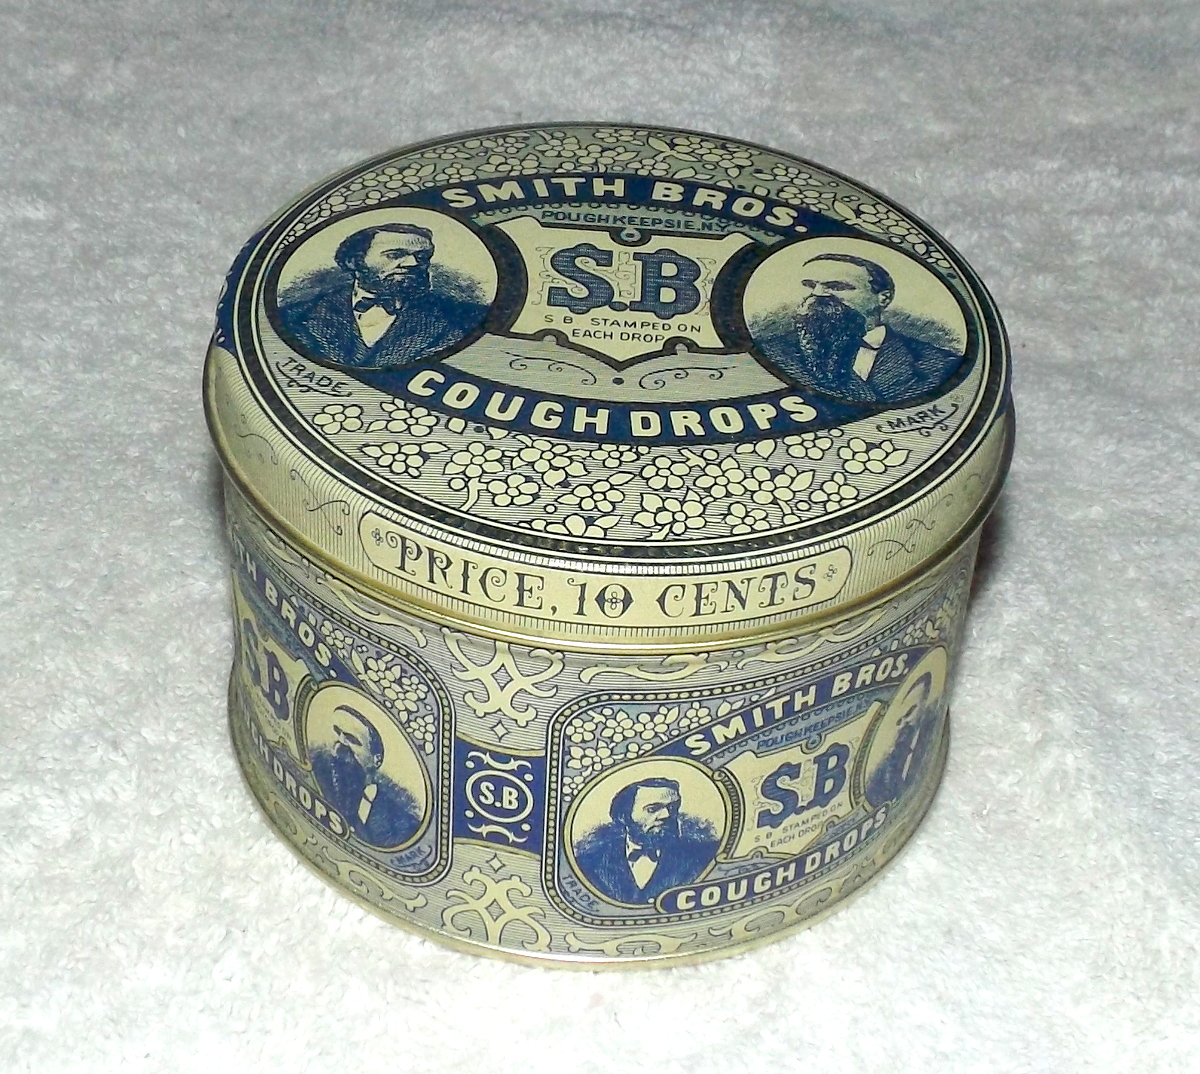 SMITH BROS.
POUGHKEEPSIE.N.Y.
S.B
S B STAMPED ON
EACH DROP
TRADE
MARK
COUGH DROPS
PRICE, 10 CENTS
TH BROS.
S.B
H DROPS
MARK
S.B
SMITH BROS.
POUGHKEEPSIE.N.Y
S.B
S B STAMPED ON
EACH DROP
TRADE
COUGH DROPS